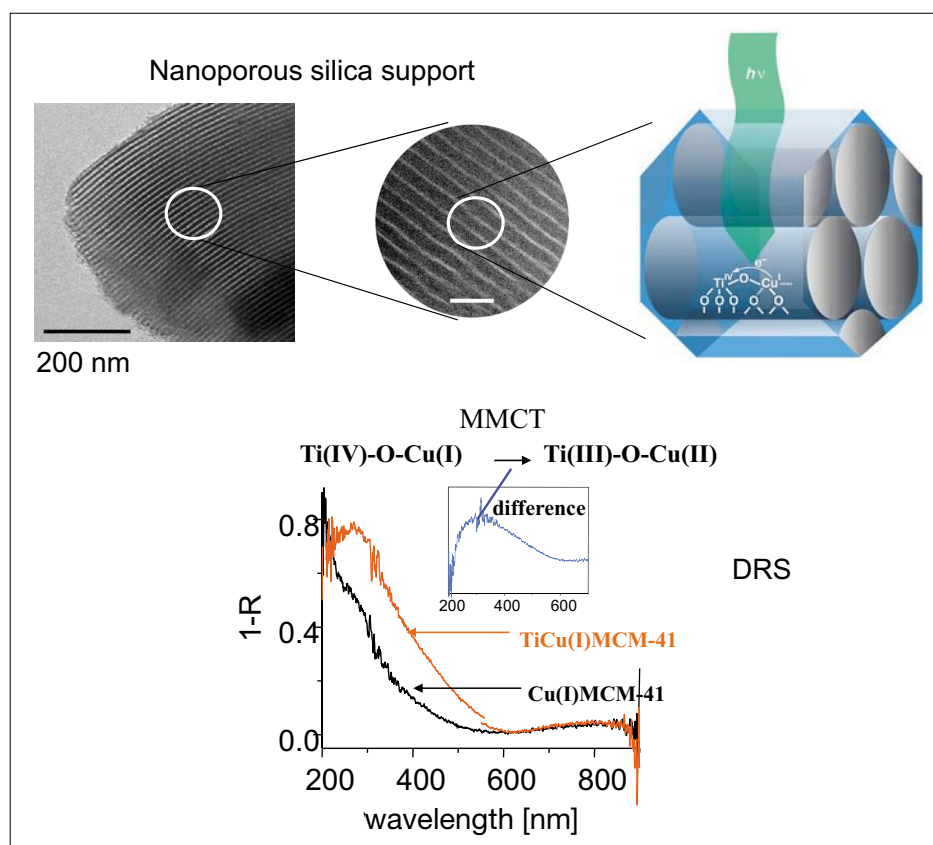 Nanoporous silica support
hν
200 nm
e⁻
Ti^IV O Cu^I
O O O O O
MMCT
Ti(IV)-O-Cu(I) → Ti(III)-O-Cu(II)
difference
200 400 600
DRS
0.8
0.4
0.0
1-R
TiCu(I)MCM-41
Cu(I)MCM-41
200 400 600 800
wavelength [nm]